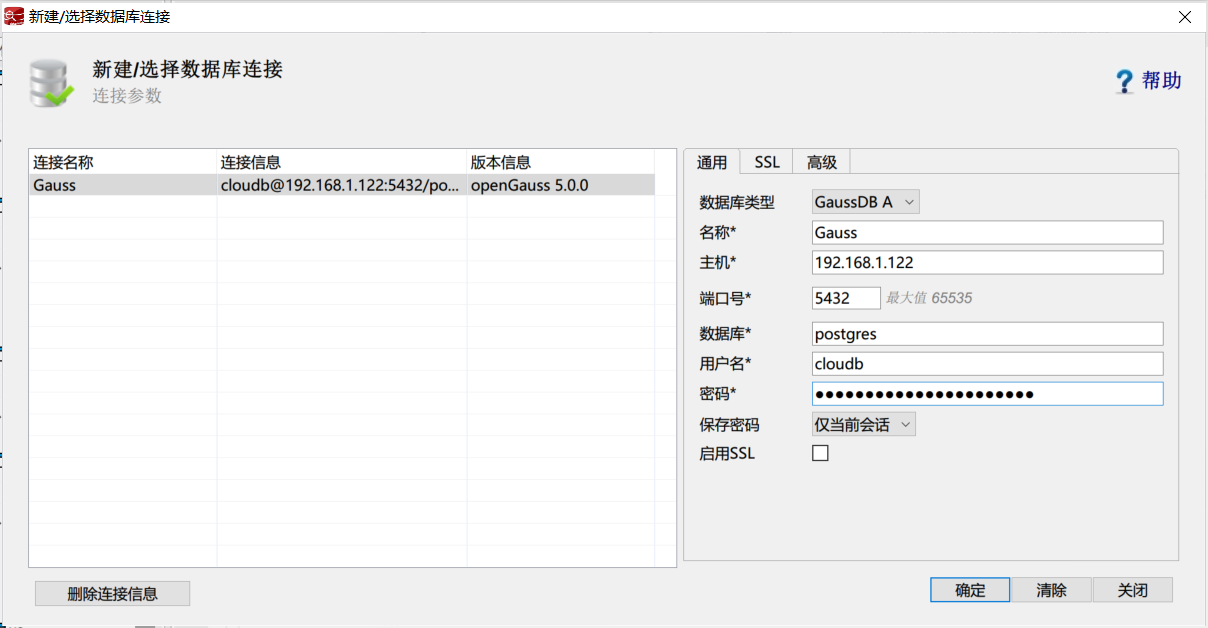 新建/选择数据库连接
新建/选择数据库连接
连接参数
? 帮助
连接名称 连接信息 版本信息
Gauss cloudb@192.168.1.122:5432/po... openGauss 5.0.0
通用 SSL 高级
数据库类型 GaussDB A
名称* Gauss
主机* 192.168.1.122
端口号* 5432 最大值 65535
数据库* postgres
用户名* cloudb
密码* ●●●●●●●●●●●●●●●●●●●●●●
保存密码 仅当前会话
启用SSL
删除连接信息 确定 清除 关闭